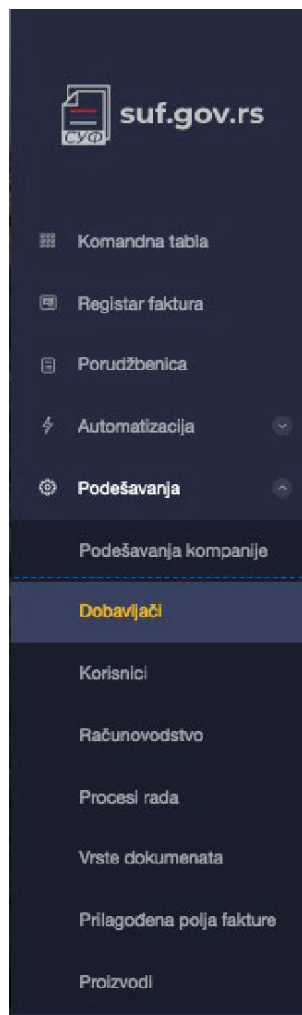 СУФ
suf.gov.rs
Komandna tabla
Registar faktura
Porudžbenica
Automatizacija
Podešavanja
Podešavanja kompanije
Dobavljači
Korisnici
Računovodstvo
Procesi rada
Vrste dokumenata
Prilagođena polja fakture
Proizvodi